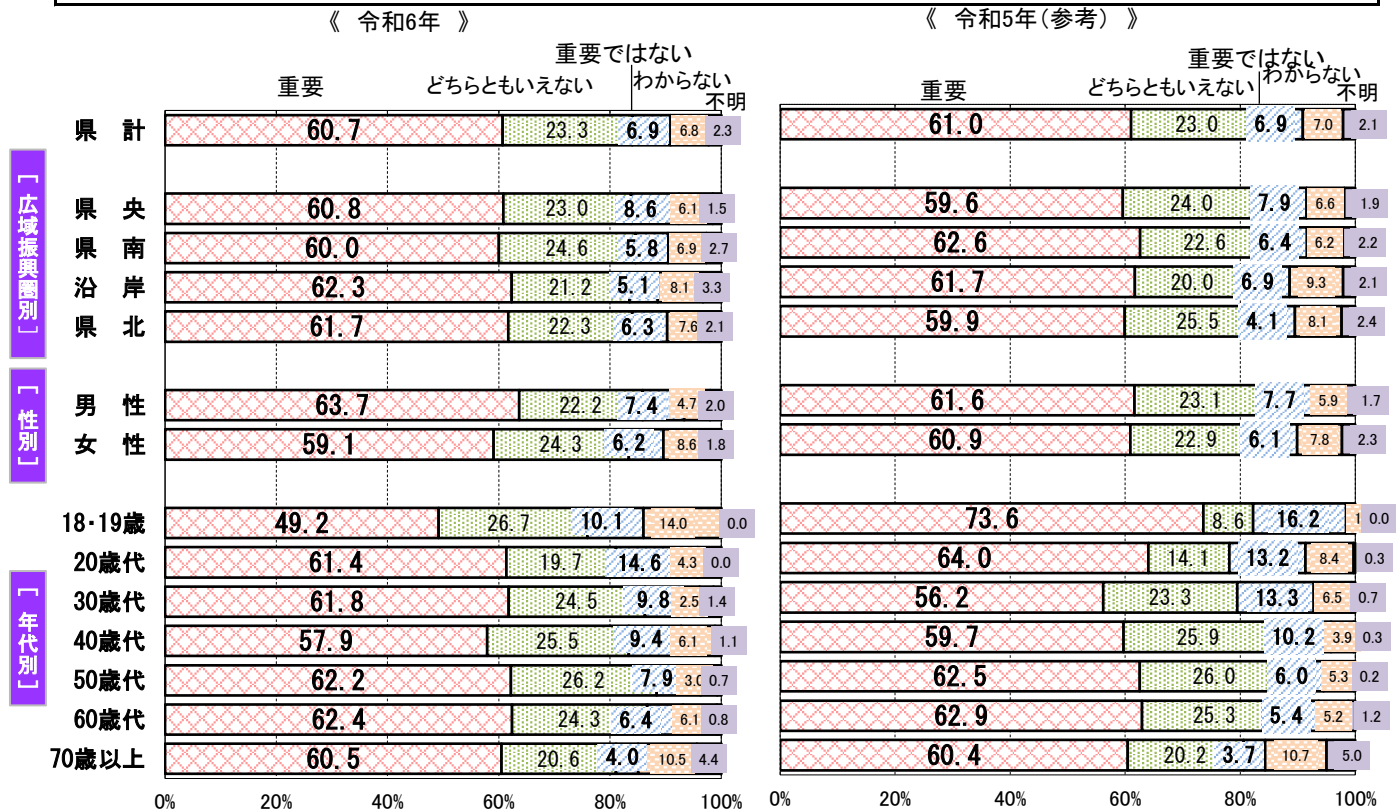 《 令和6年 》
重要 どちらともいえない 重要ではない わからない 不明
県 計 60.7 23.3 6.9 6.8 2.3
[ 広域振興圏別 ]
県 央 60.8 23.0 8.6 6.1 1.5
県 南 60.0 24.6 5.8 6.9 2.7
沿 岸 62.3 21.2 5.1 8.1 3.3
県 北 61.7 22.3 6.3 7.6 2.1
[ 性別 ]
男 性 63.7 22.2 7.4 4.7 2.0
女 性 59.1 24.3 6.2 8.6 1.8
[ 年代別 ]
18・19歳 49.2 26.7 10.1 14.0 0.0
20歳代 61.4 19.7 14.6 4.3 0.0
30歳代 61.8 24.5 9.8 2.5 1.4
40歳代 57.9 25.5 9.4 6.1 1.1
50歳代 62.2 26.2 7.9 3.0 0.7
60歳代 62.4 24.3 6.4 6.1 0.8
70歳以上 60.5 20.6 4.0 10.5 4.4
0% 20% 40% 60% 80% 100%
《 令和5年(参考) 》
重要 どちらともいえない 重要ではない わからない 不明
61.0 23.0 6.9 7.0 2.1
59.6 24.0 7.9 6.6 1.9
62.6 22.6 6.4 6.2 2.2
61.7 20.0 6.9 9.3 2.1
59.9 25.5 4.1 8.1 2.4
61.6 23.1 7.7 5.9 1.7
60.9 22.9 6.1 7.8 2.3
73.6 8.6 16.2 0.0
64.0 14.1 13.2 8.4 0.3
56.2 23.3 13.3 6.5 0.7
59.7 25.9 10.2 3.9 0.3
62.5 26.0 6.0 5.3 0.2
62.9 25.3 5.4 5.2 1.2
60.4 20.2 3.7 10.7 5.0
0% 20% 40% 60% 80% 100%